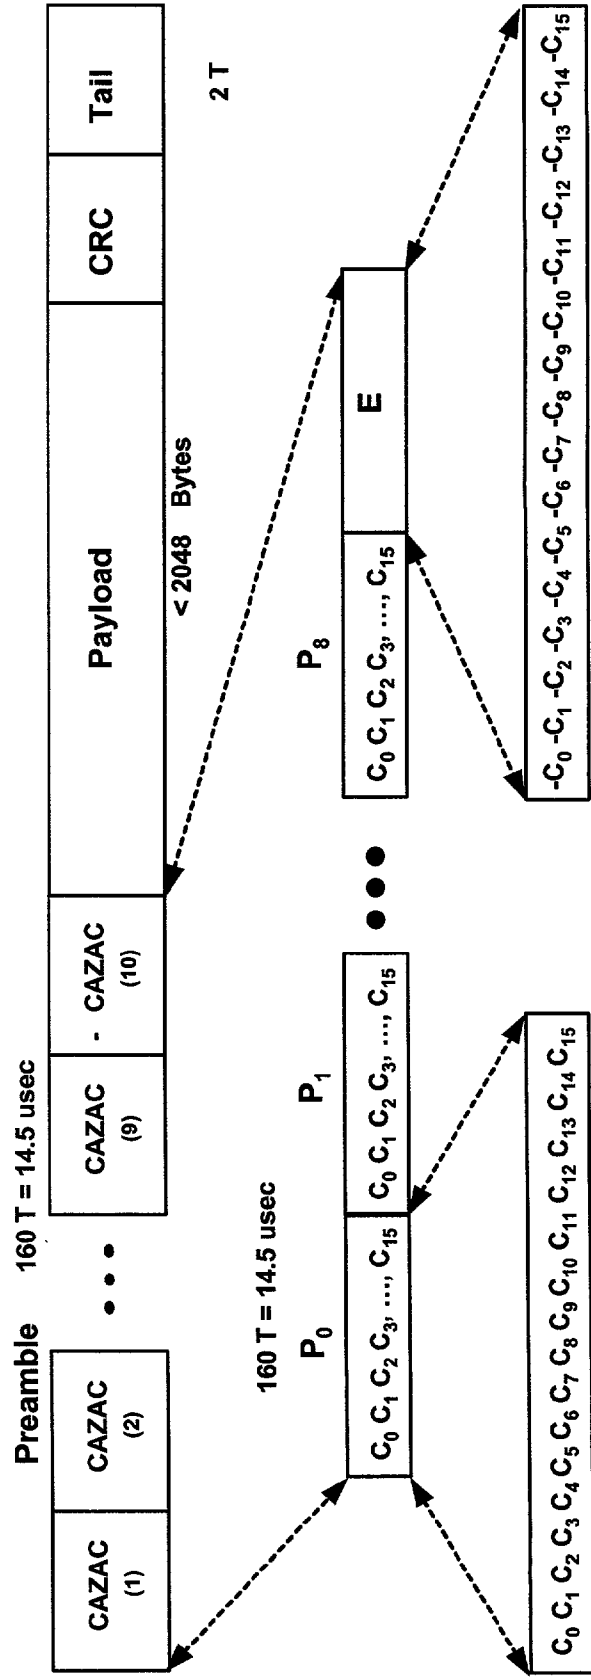 Preamble 160 T = 14.5 usec
CAZAC
(1)
CAZAC
(2)
CAZAC
(9)
- CAZAC
(10)
Payload
CRC
Tail
< 2048 Bytes
2 T
160 T = 14.5 usec
P₀
P₁
P₈
C₀ C₁ C₂ C₃, ..., C₁₅
C₀ C₁ C₂ C₃, ..., C₁₅
C₀ C₁ C₂ C₃, ..., C₁₅
E
C₀ C₁ C₂ C₃ C₄ C₅ C₆ C₇ C₈ C₉ C₁₀ C₁₁ C₁₂ C₁₃ C₁₄ C₁₅
-C₀ -C₁ -C₂ -C₃ -C₄ -C₅ -C₆ -C₇ -C₈ -C₉ -C₁₀ -C₁₁ -C₁₂ -C₁₃ -C₁₄ -C₁₅